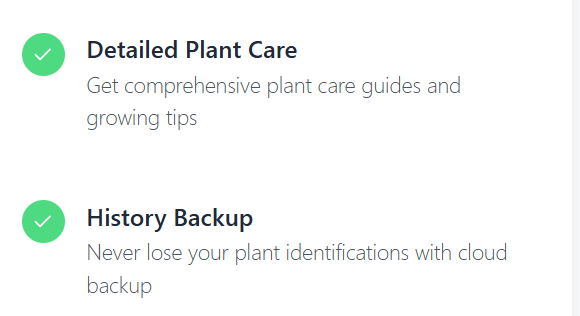 Detailed Plant Care
Get comprehensive plant care guides and
growing tips
History Backup
Never lose your plant identifications with cloud
backup